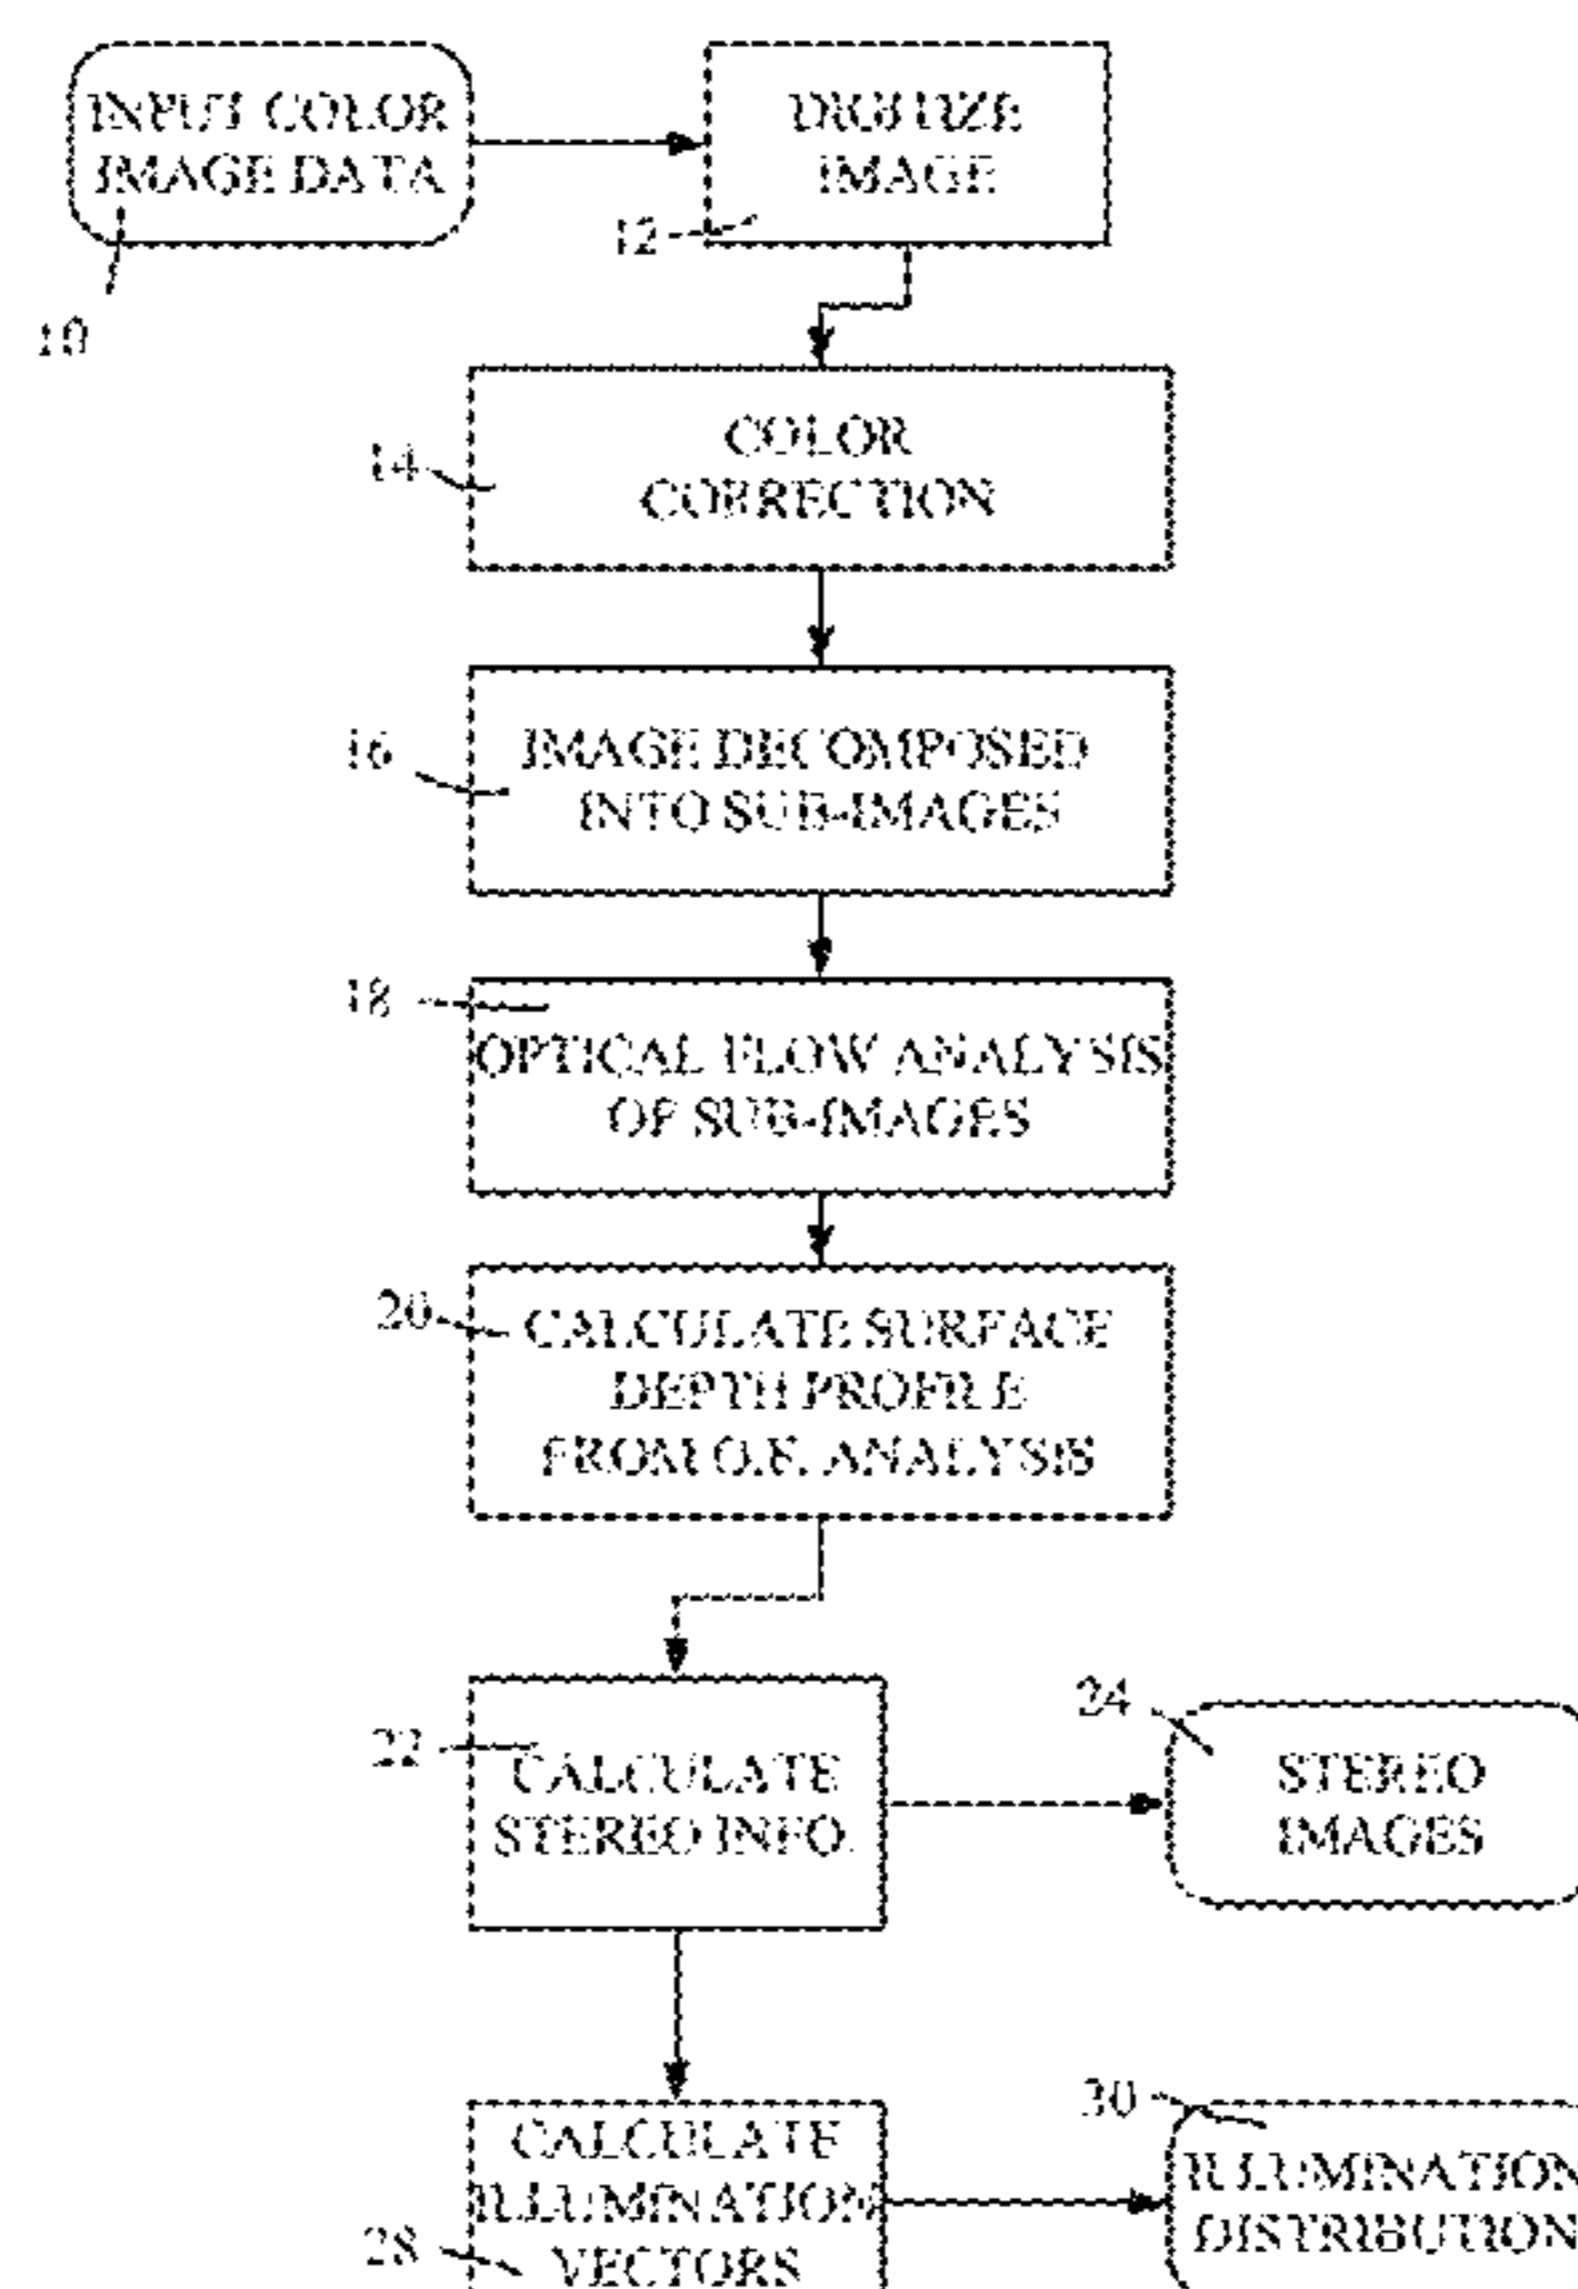 INPUT COLOR
IMAGE DATA
10
DIGITIZE
IMAGE
12
COLOR
CORRECTION
14
IMAGE DECOMPOSED
INTO SUB-IMAGES
16
18
OPTICAL FLOW ANALYSIS
OF SUB-IMAGES
20
CALCULATE SURFACE
DEPTH PROFILE
FROM O.F. ANALYSIS
22
CALCULATE
STEREO INFO.
24
STEREO
IMAGES
CALCULATE
ILLUMINATION
VECTORS
28
30
ILLUMINATION
DISTRIBUTION